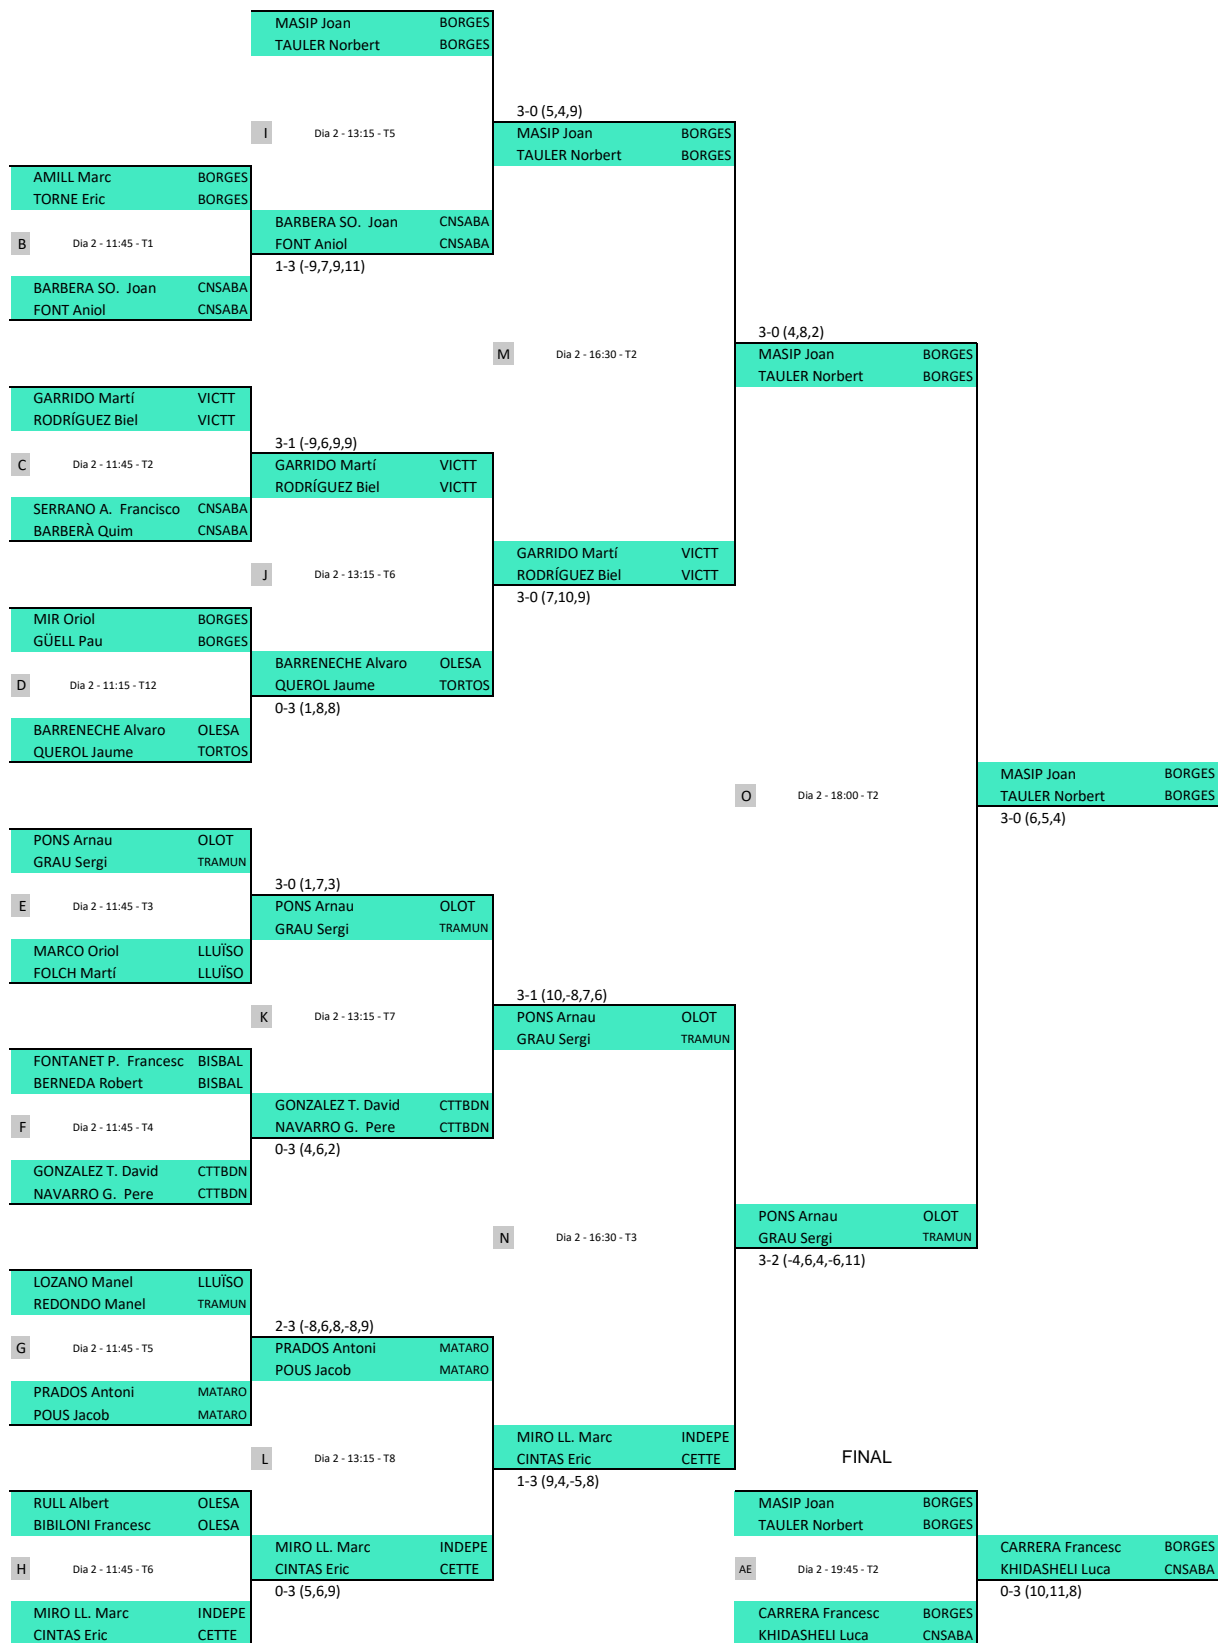 MASIP Joan BORGES
TAULER Norbert BORGES
3-0 (5,4,9)
I Dia 2 - 13:15 - T5 MASIP Joan BORGES
TAULER Norbert BORGES
AMILL Marc BORGES
TORNE Eric BORGES
BARBERA SO. Joan CNSABA
B Dia 2 - 11:45 - T1 FONT Aniol CNSABA
1-3 (-9,7,9,11)
BARBERA SO. Joan CNSABA
FONT Aniol CNSABA
3-0 (4,8,2)
M Dia 2 - 16:30 - T2 MASIP Joan BORGES
TAULER Norbert BORGES
GARRIDO Martí VICTT
RODRÍGUEZ Biel VICTT
3-1 (-9,6,9,9)
C Dia 2 - 11:45 - T2 GARRIDO Martí VICTT
RODRÍGUEZ Biel VICTT
SERRANO A. Francisco CNSABA
BARBERÀ Quim CNSABA
GARRIDO Martí VICTT
J Dia 2 - 13:15 - T6 RODRÍGUEZ Biel VICTT
3-0 (7,10,9)
MIR Oriol BORGES
GÜELL Pau BORGES
BARRENECHE Alvaro OLESA
D Dia 2 - 11:15 - T12 QUEROL Jaume TORTOS
0-3 (1,8,8)
BARRENECHE Alvaro OLESA
QUEROL Jaume TORTOS
MASIP Joan BORGES
O Dia 2 - 18:00 - T2 TAULER Norbert BORGES
3-0 (6,5,4)
PONS Arnau OLOT
GRAU Sergi TRAMUN
3-0 (1,7,3)
E Dia 2 - 11:45 - T3 PONS Arnau OLOT
GRAU Sergi TRAMUN
MARCO Oriol LLUÏSO
FOLCH Martí LLUÏSO
3-1 (10,-8,7,6)
K Dia 2 - 13:15 - T7 PONS Arnau OLOT
GRAU Sergi TRAMUN
FONTANET P. Francesc BISBAL
BERNEDA Robert BISBAL
GONZALEZ T. David CTTBDN
F Dia 2 - 11:45 - T4 NAVARRO G. Pere CTTBDN
0-3 (4,6,2)
GONZALEZ T. David CTTBDN
NAVARRO G. Pere CTTBDN
PONS Arnau OLOT
N Dia 2 - 16:30 - T3 GRAU Sergi TRAMUN
3-2 (-4,6,4,-6,11)
LOZANO Manel LLUÏSO
REDONDO Manel TRAMUN
2-3 (-8,6,8,-8,9)
G Dia 2 - 11:45 - T5 PRADOS Antoni MATARO
POUS Jacob MATARO
PRADOS Antoni MATARO
POUS Jacob MATARO
MIRO LL. Marc INDEPE
L Dia 2 - 13:15 - T8 CINTAS Eric CETTE FINAL
1-3 (9,4,-5,8)
RULL Albert OLESA MASIP Joan BORGES
BIBILONI Francesc OLESA TAULER Norbert BORGES
MIRO LL. Marc INDEPE CARRERA Francesc BORGES
H Dia 2 - 11:45 - T6 CINTAS Eric CETTE AE Dia 2 - 19:45 - T2 KHIDASHELI Luca CNSABA
0-3 (5,6,9) 0-3 (10,11,8)
MIRO LL. Marc INDEPE CARRERA Francesc BORGES
CINTAS Eric CETTE KHIDASHELI Luca CNSABA